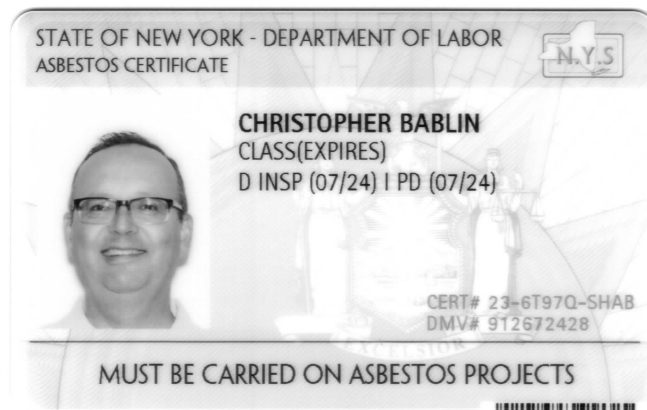 STATE OF NEW YORK - DEPARTMENT OF LABOR
ASBESTOS CERTIFICATE
N.Y.S
CHRISTOPHER BABLIN
CLASS(EXPIRES)
D INSP (07/24) I PD (07/24)
CERT# 23-6T97Q-SHAB
DMV# 912672428
EXCELSIOR
MUST BE CARRIED ON ASBESTOS PROJECTS